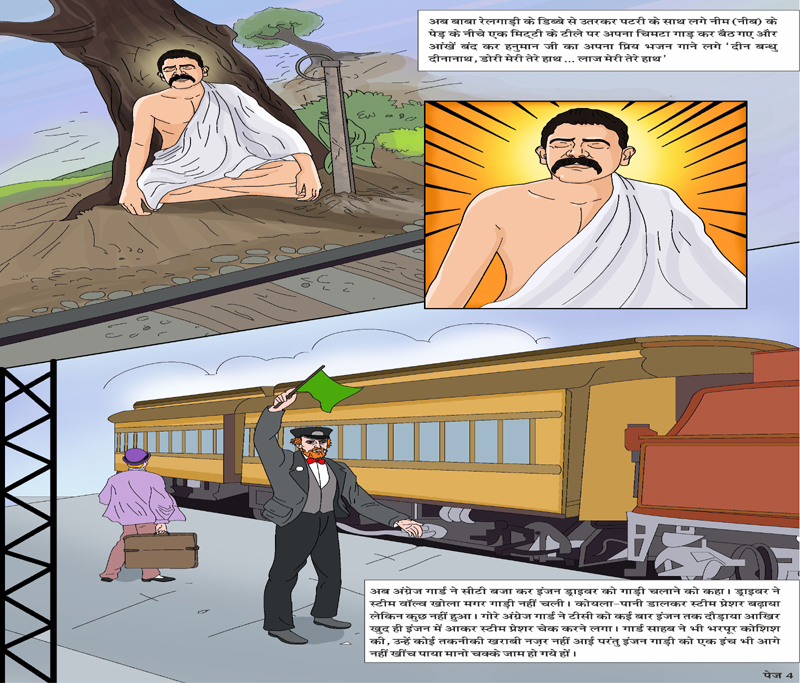 अब बाबा रेलगाड़ी के डिब्बे से उतरकर पटरी के साथ लगे नीम (नीब) के
पेड़ के नीचे एक मिट्टी के टीले पर अपना चिमटा गाड़ कर बैठ गए और
आंखें बंद कर हनुमान जी का अपना प्रिय भजन गाने लगे ‘ दीन बन्धु
दीनानाथ, डोरी मेरी तेरे हाथ ... लाज मेरी तेरे हाथ’
अब अंग्रेज गार्ड ने सीटी बजा कर इंजन ड्राइवर को गाड़ी चलाने को कहा। ड्राइवर ने
स्टीम वॉल्व खोला मगर गाड़ी नहीं चली। कोयला-पानी डालकर स्टीम प्रेशर बढ़ाया
लेकिन कुछ नहीं हुआ। गोरे अंग्रेज गार्ड ने टीसी को कई बार इंजन तक दौड़ाया आखिर
खुद ही इंजन में आकर स्टीम प्रेशर चेक करने लगा। गार्ड साहब ने भी भरपूर कोशिश
की, उन्हें कोई तकनीकी खराबी नज़र नहीं आई परंतु इंजन गाड़ी को एक इंच भी आगे
नहीं खींच पाया मानो चक्के जाम हो गये हों।
पेज 4